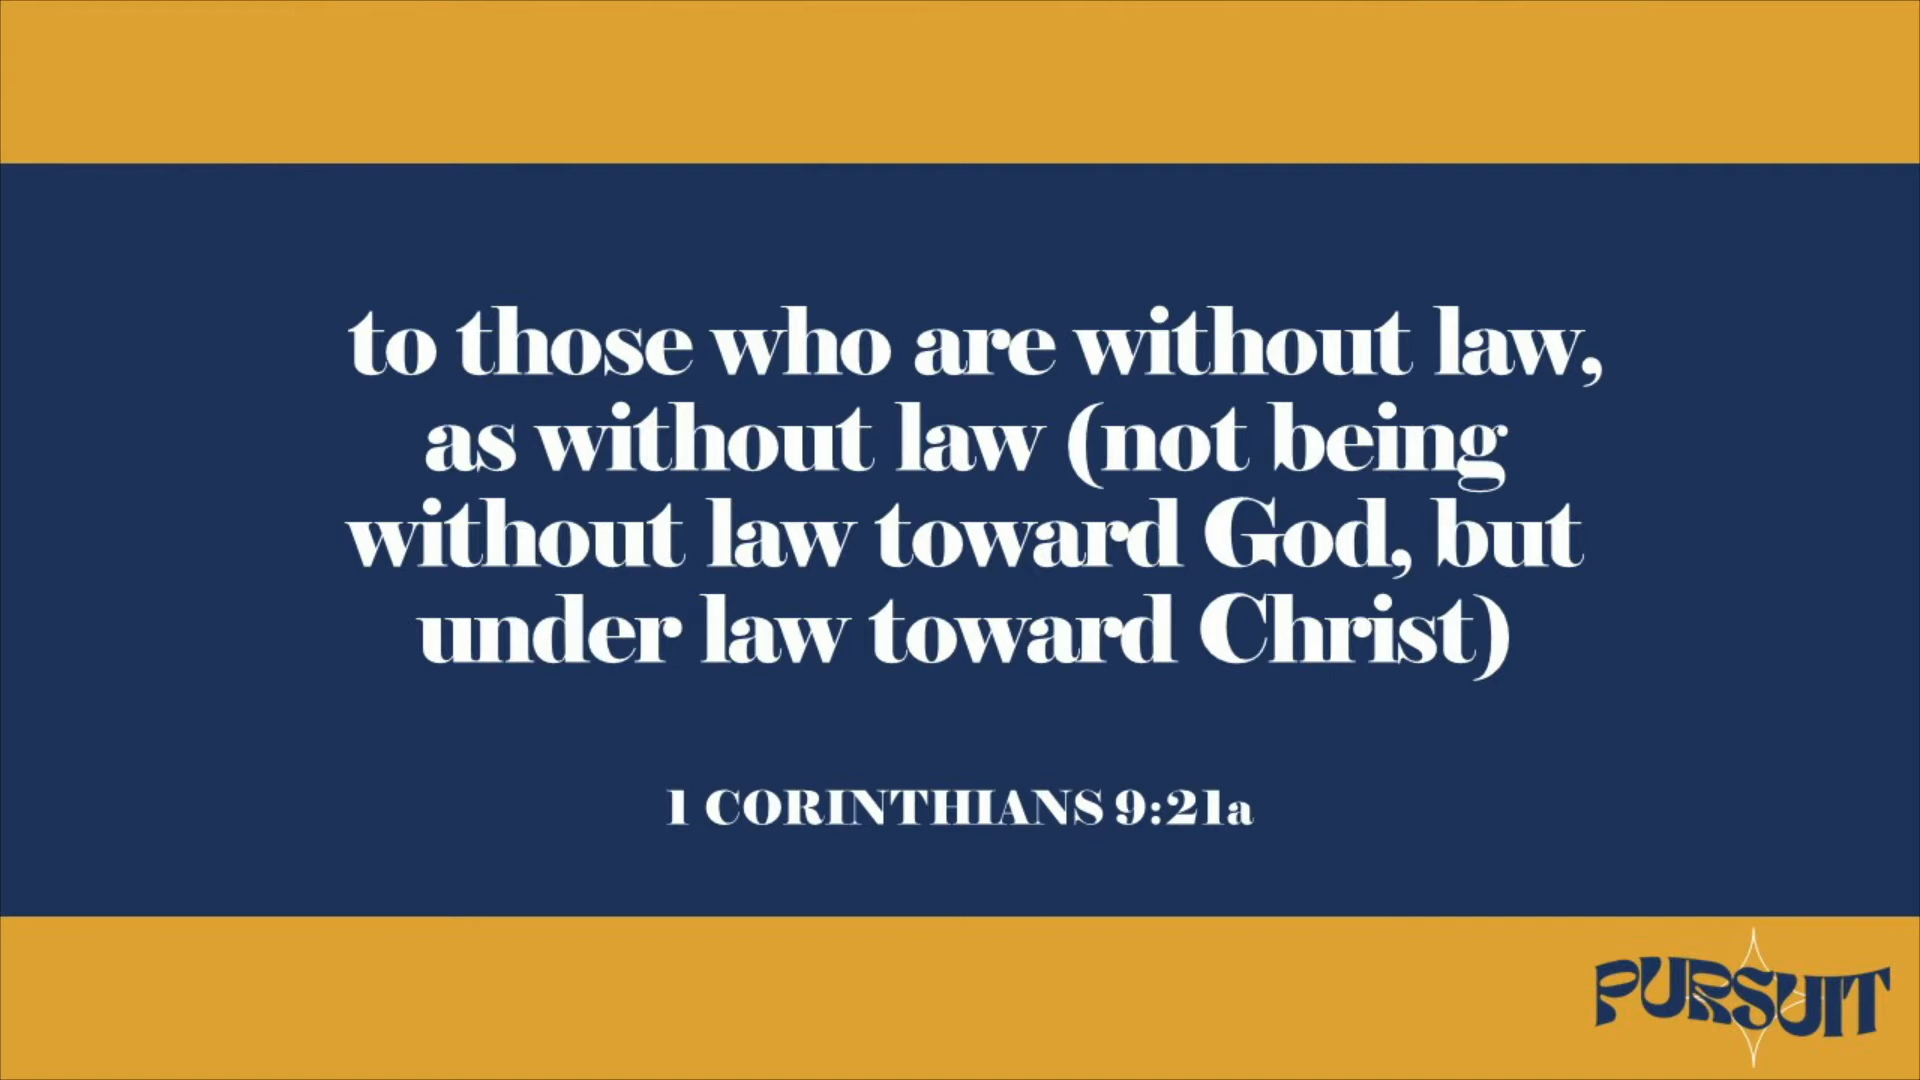 to those who are without law,
as without law (not being
without law toward God, but
under law toward Christ)
1 CORINTHIANS 9:21a
PURSUIT